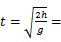 t = √(2h/g) =